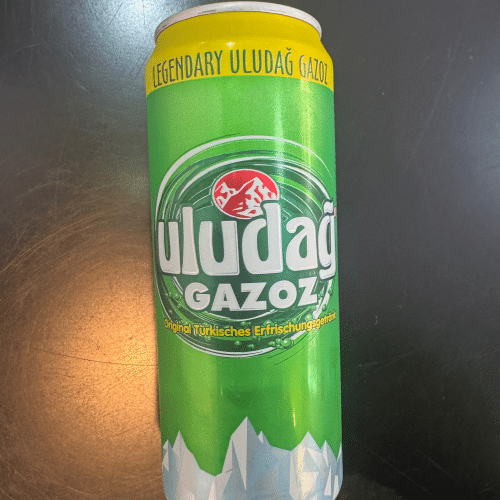 LEGENDARY ULUDAĞ GAZOZ
uludağ
GAZOZ
Original Türkisches Erfrischungsgetränk